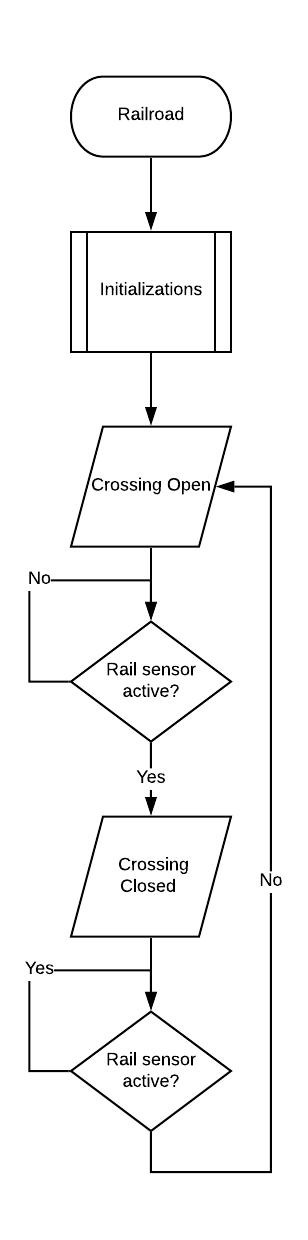 Railroad
Initializations
Crossing Open
No
Rail sensor
active?
Yes
Crossing
Closed
No
Yes
Rail sensor
active?